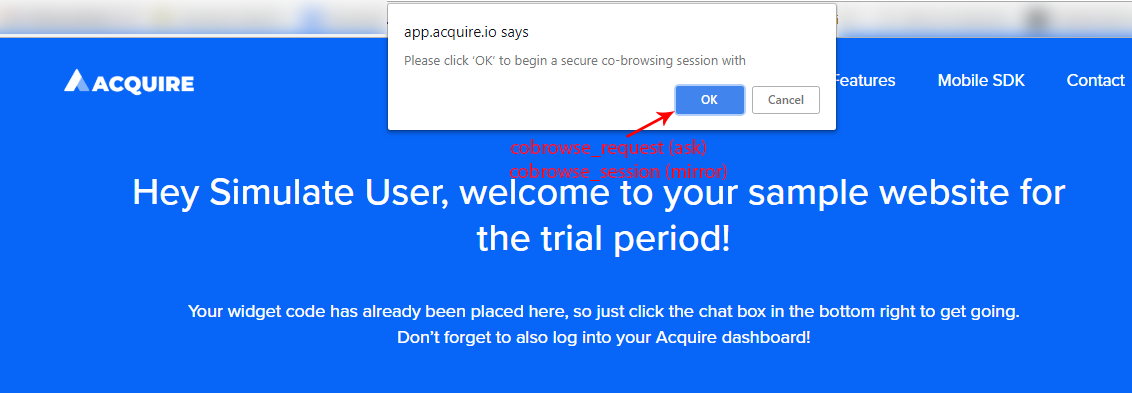 app.acquire.io says
Please click 'OK' to begin a secure co-browsing session with
OK Cancel
ACQUIRE Features Mobile SDK Contact
cobrowse_request (ask)
cobrowse_session (mirror)
Hey Simulate User, welcome to your sample website for
the trial period!
Your widget code has already been placed here, so just click the chat box in the bottom right to get going.
Don't forget to also log into your Acquire dashboard!